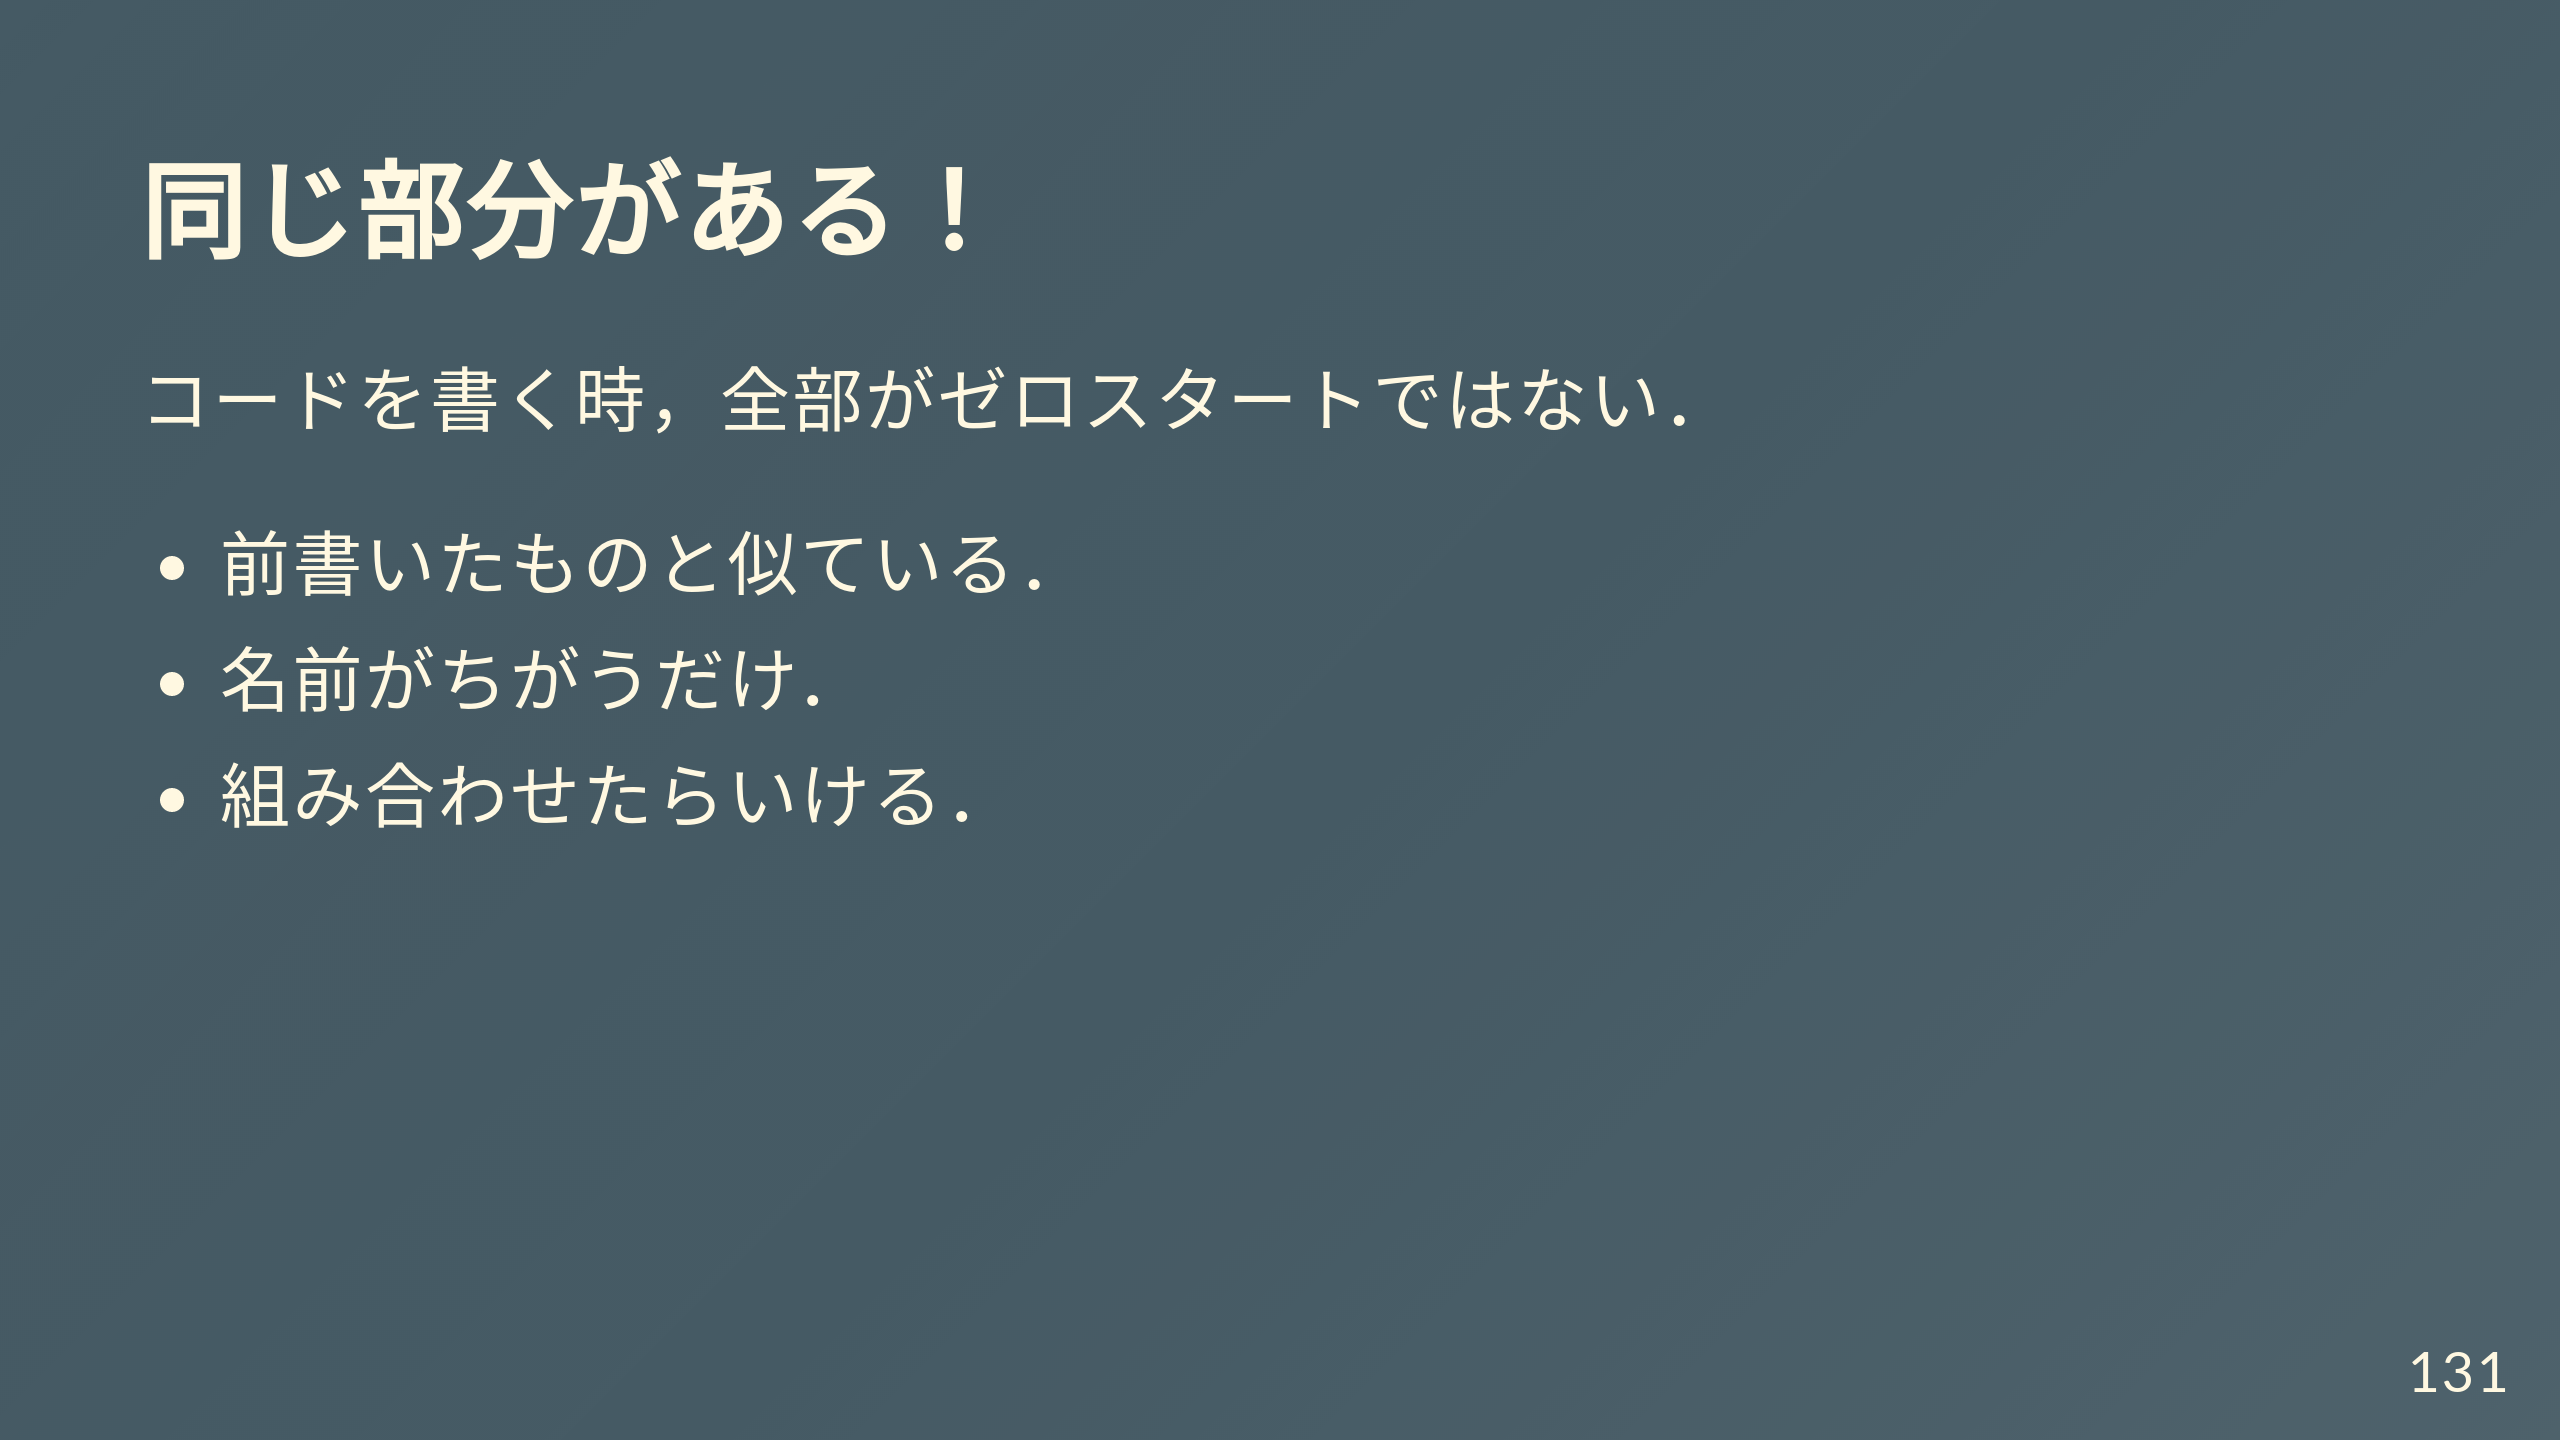 同じ部分がある！
コードを書く時，全部がゼロスタートではない．
• 前書いたものと似ている．
• 名前がちがうだけ．
• 組み合わせたらいける．
131